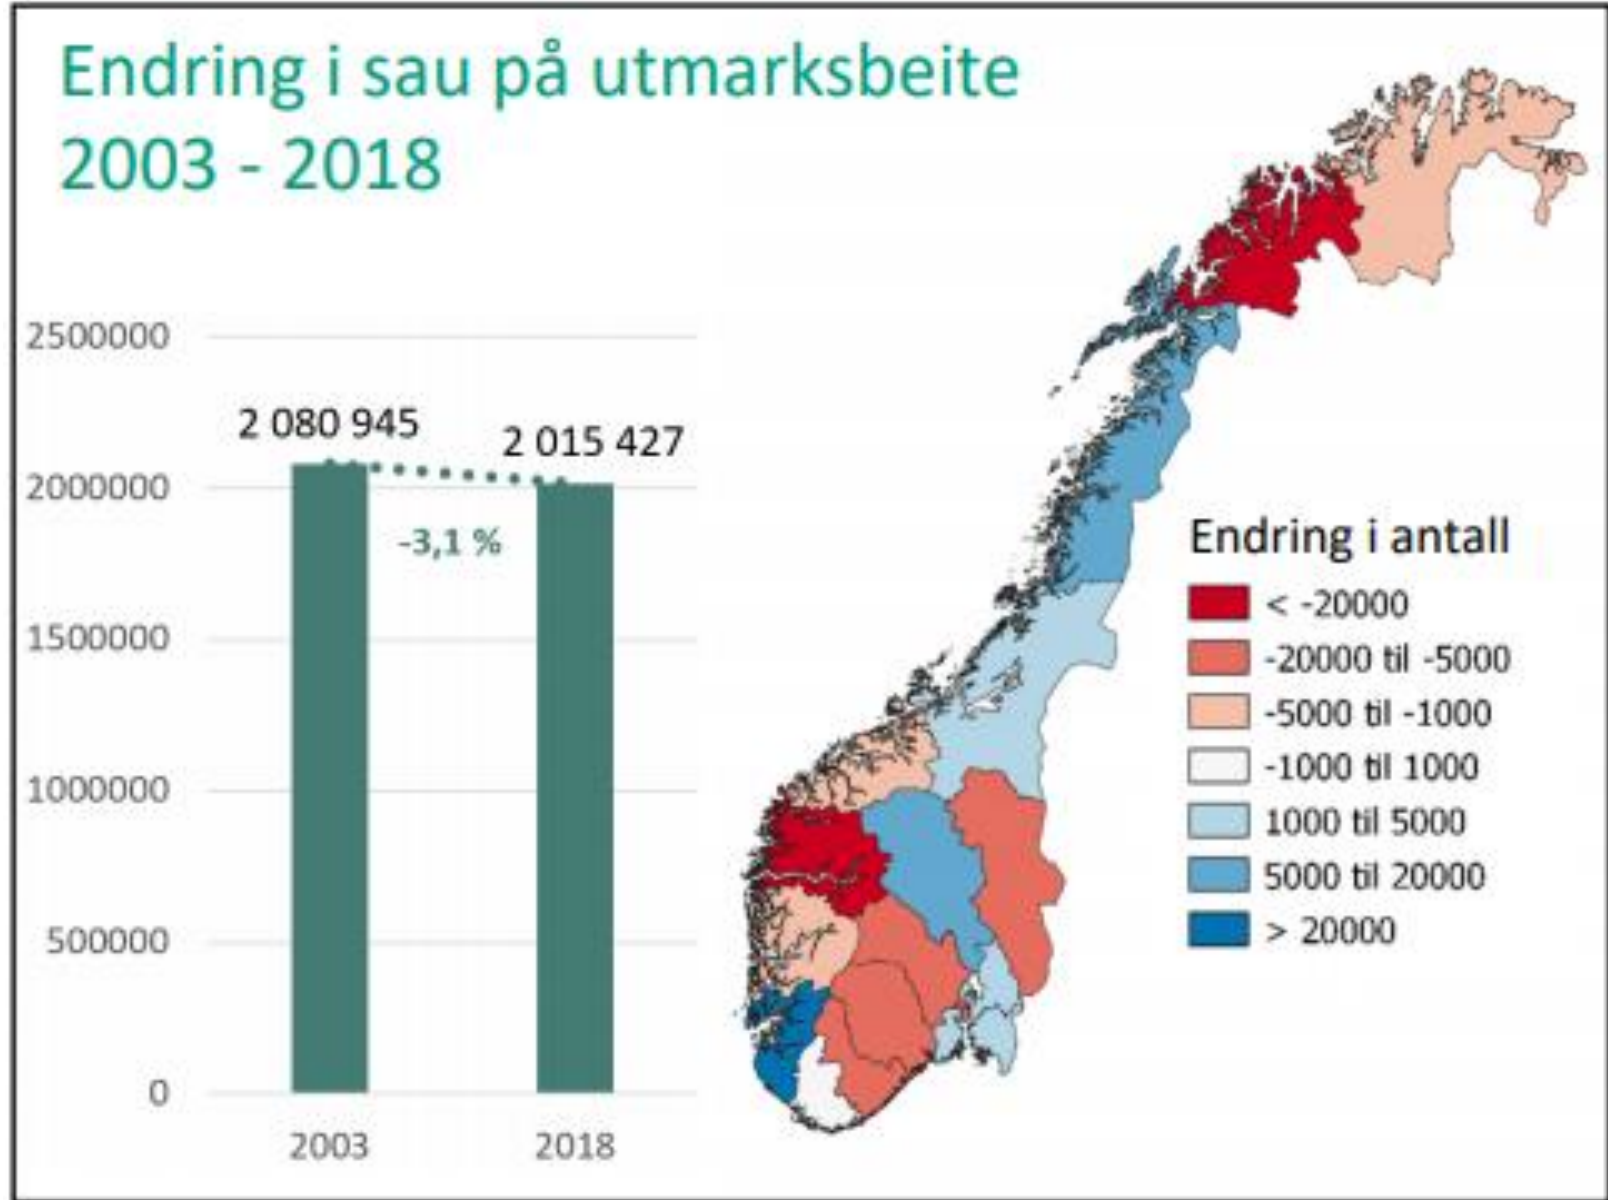 Endring i sau på utmarksbeite
2003 - 2018
2500000
2000000
1500000
1000000
500000
0
2 080 945
2 015 427
-3,1 %
2003
2018
Endring i antall
< -20000
-20000 til -5000
-5000 til -1000
-1000 til 1000
1000 til 5000
5000 til 20000
> 20000